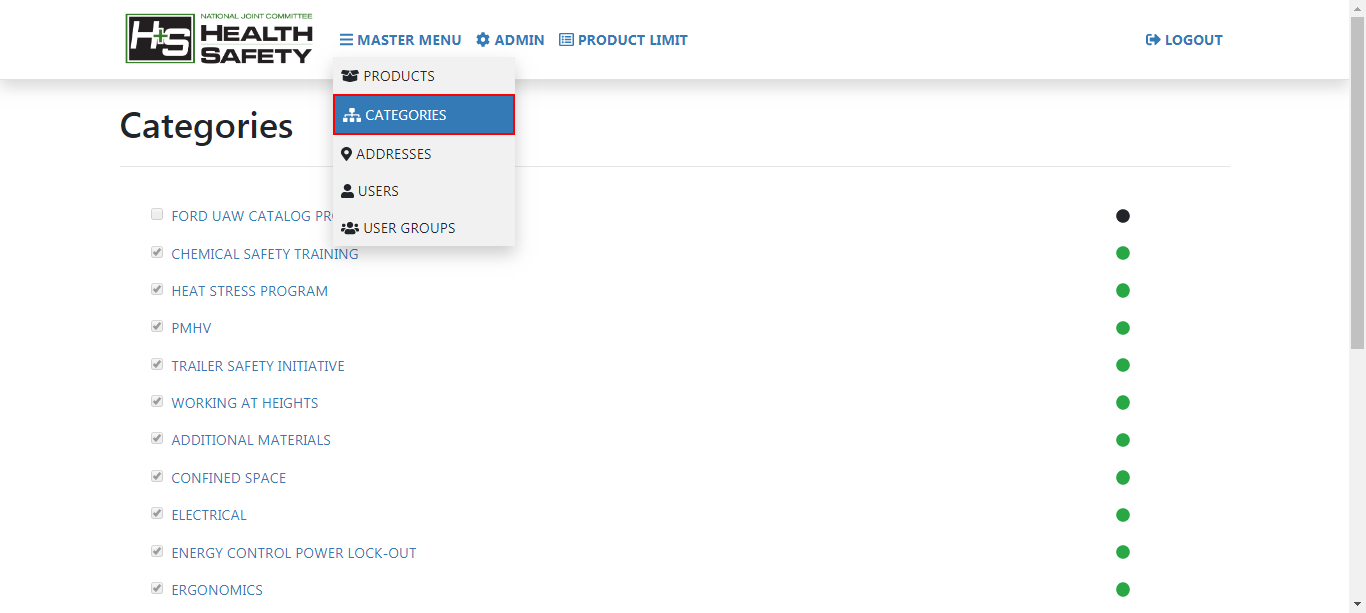 NATIONAL JOINT COMMITTEE
H+S HEALTH
SAFETY
MASTER MENU ADMIN PRODUCT LIMIT LOGOUT
PRODUCTS
CATEGORIES
ADDRESSES
USERS
USER GROUPS
Categories
FORD UAW CATALOG PR
CHEMICAL SAFETY TRAINING
HEAT STRESS PROGRAM
PMHV
TRAILER SAFETY INITIATIVE
WORKING AT HEIGHTS
ADDITIONAL MATERIALS
CONFINED SPACE
ELECTRICAL
ENERGY CONTROL POWER LOCK-OUT
ERGONOMICS